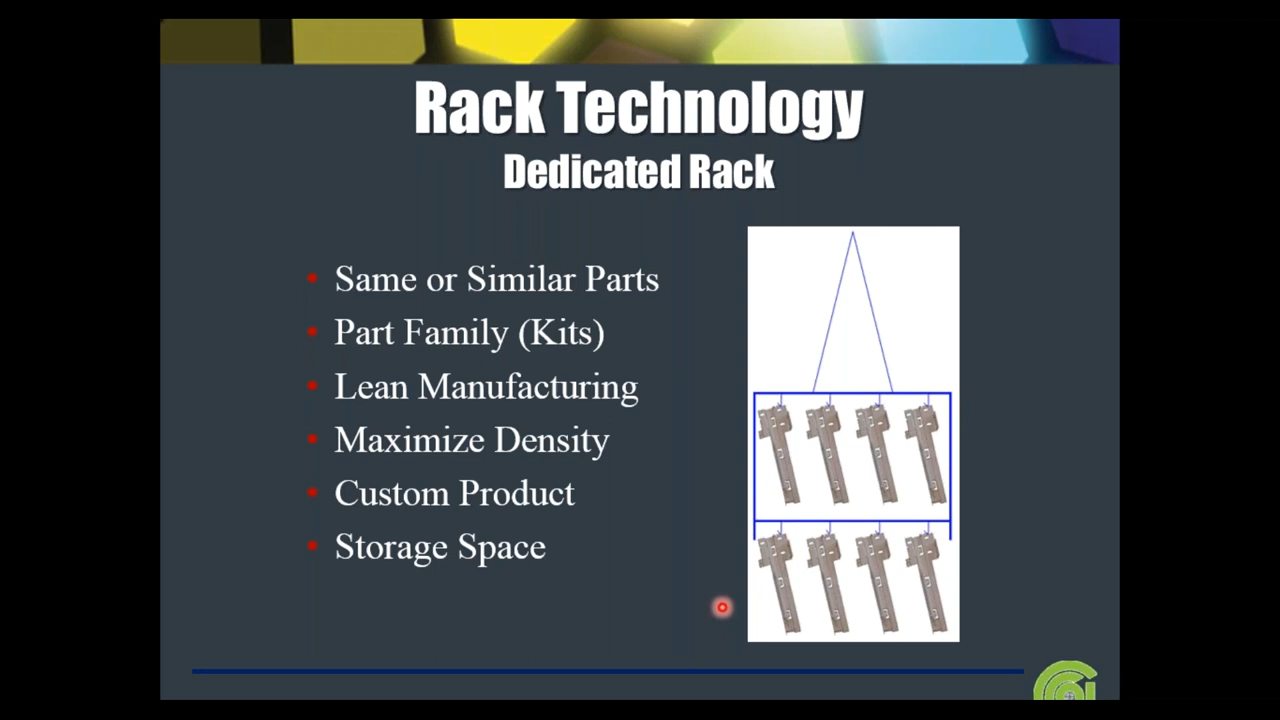 Rack Technology
Dedicated Rack
Same or Similar Parts
Part Family (Kits)
Lean Manufacturing
Maximize Density
Custom Product
Storage Space